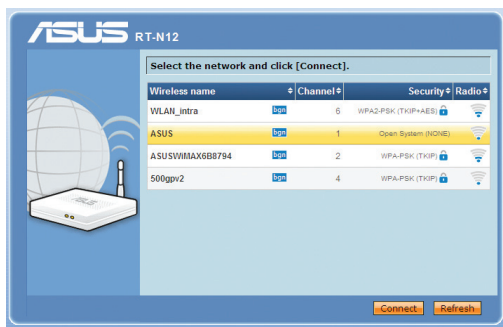 ASUS RT-N12
Select the network and click [Connect].
Wireless name Channel Security Radio
WLAN_intra bgn 6 WPA2-PSK (TKIP+AES)
ASUS bgn 1 Open System (NONE)
ASUSWiMAX6B8794 bgn 2 WPA-PSK (TKIP)
500gpv2 bgn 4 WPA-PSK (TKIP)
ASUS
Connect Refresh